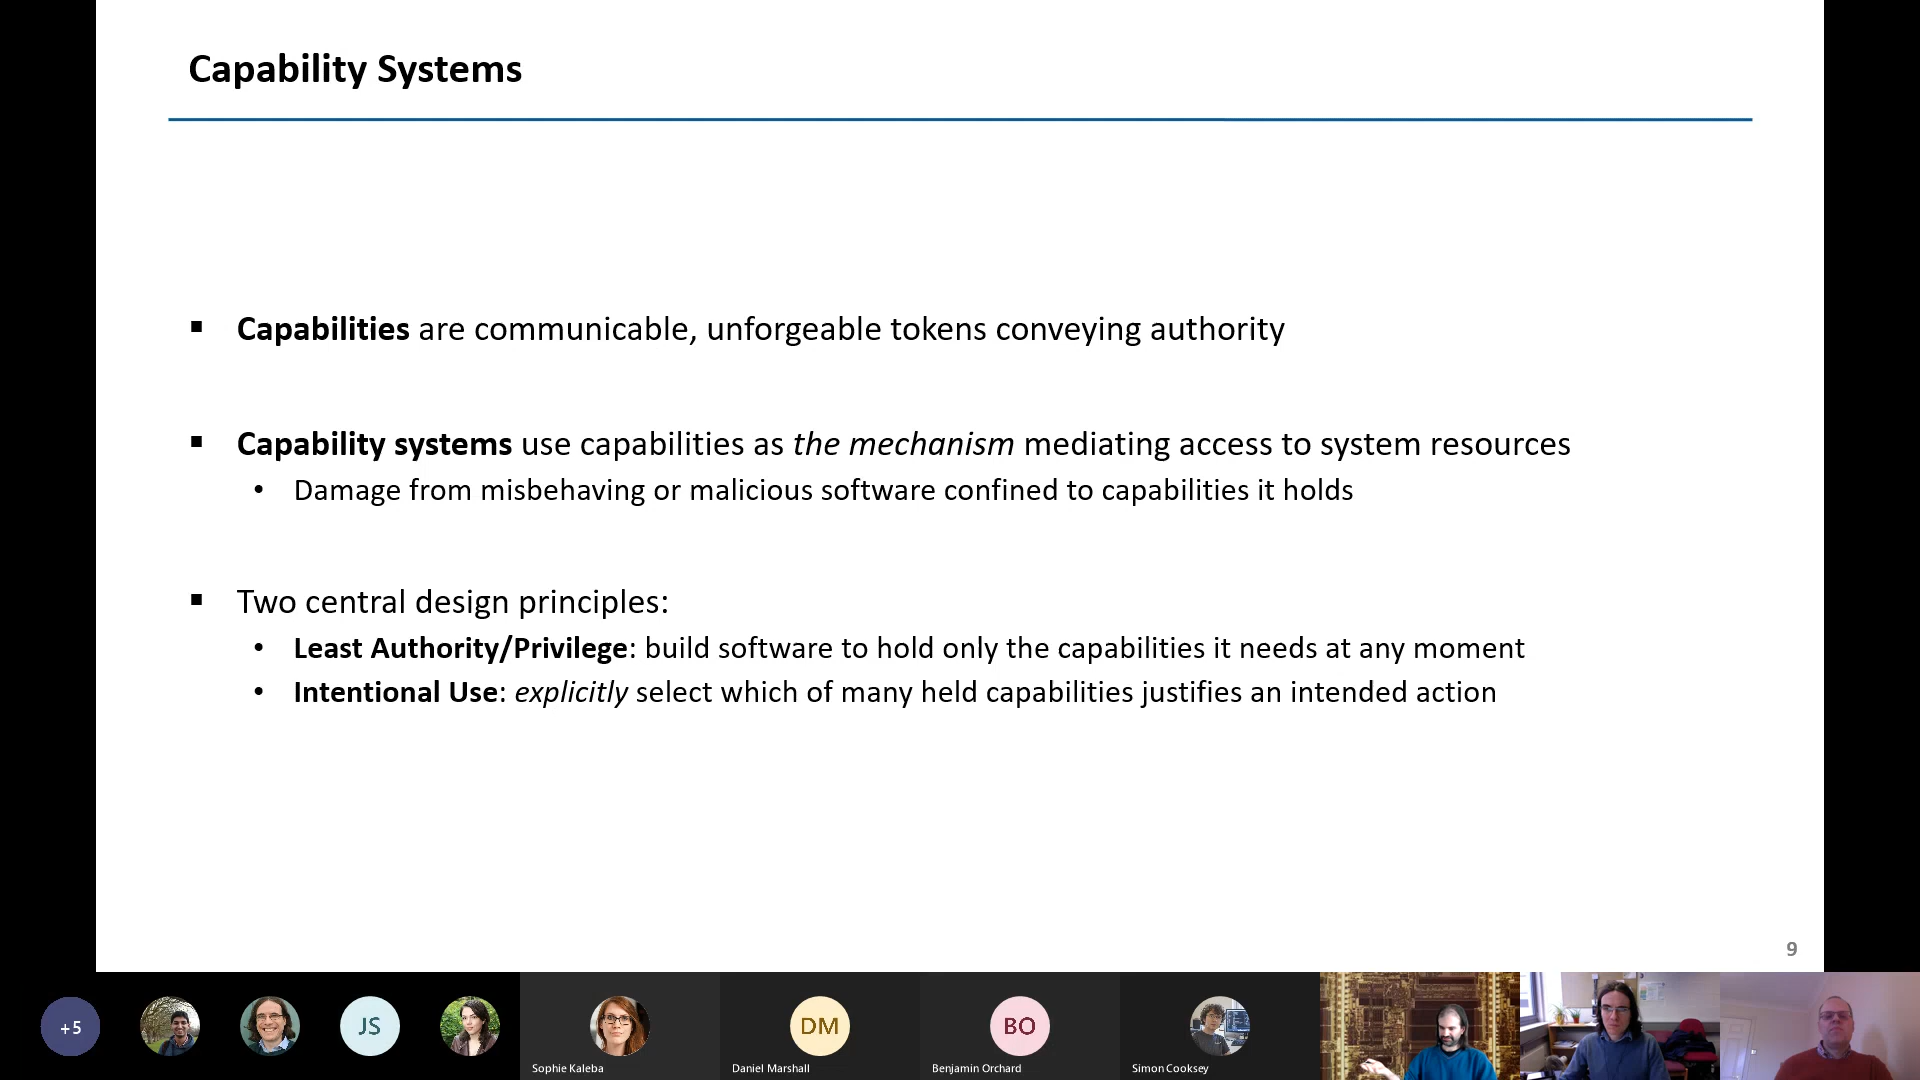 Capability Systems
▪ Capabilities are communicable, unforgeable tokens conveying authority
▪ Capability systems use capabilities as the mechanism mediating access to system resources
• Damage from misbehaving or malicious software confined to capabilities it holds
▪ Two central design principles:
• Least Authority/Privilege: build software to hold only the capabilities it needs at any moment
• Intentional Use: explicitly select which of many held capabilities justifies an intended action
9
+5
JS
DM
BO
Sophie Kaleba
Daniel Marshall
Benjamin Orchard
Simon Cooksey